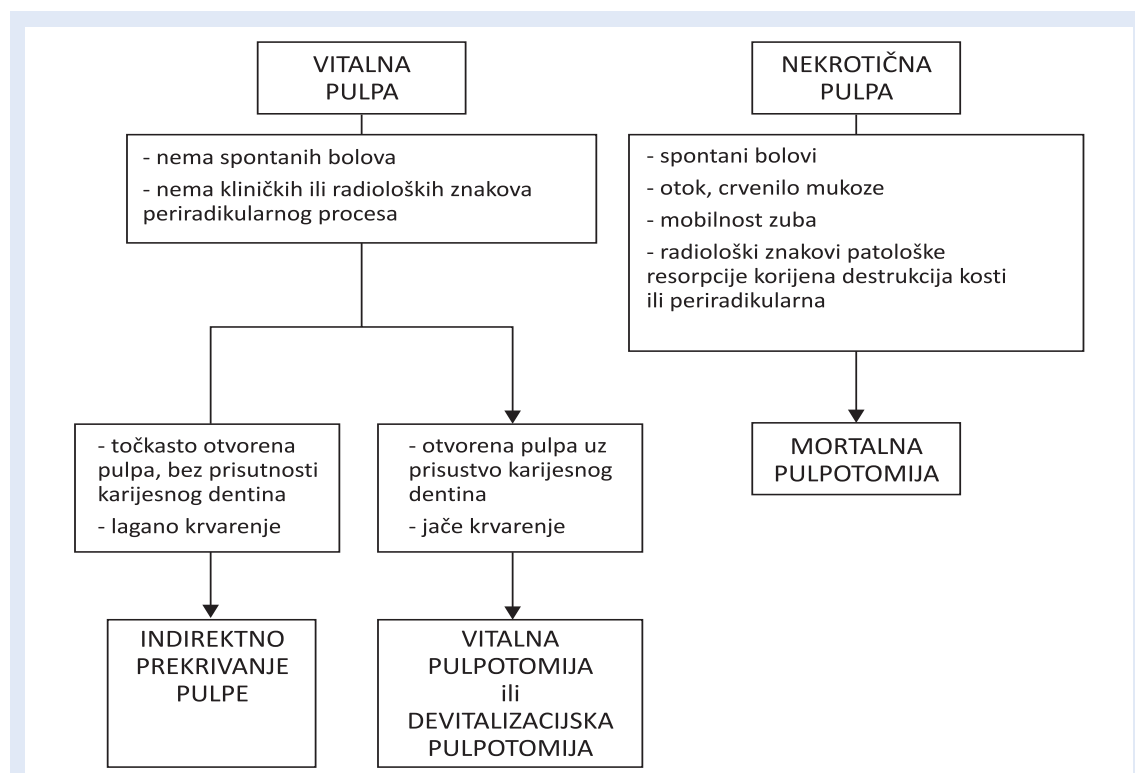 VITALNA
PULPA
- nema spontanih bolova
- nema kliničkih ili radioloških znakova
periradikularnog procesa
- točkasto otvorena
pulpa, bez prisutnosti
karijesnog dentina
- lagano krvarenje
INDIREKTNO
PREKRIVANJE
PULPE
- otvorena pulpa uz
prisustvo karijesnog
dentina
- jače krvarenje
VITALNA
PULPOTOMIJA
ili
DEVITALIZACIJSKA
PULPOTOMIJA
NEKROTIČNA
PULPA
- spontani bolovi
- otok, crvenilo mukoze
- mobilnost zuba
- radiološki znakovi patološke
resorpcije korijena destrukcija kosti
ili periradikularna
MORTALNA
PULPOTOMIJA